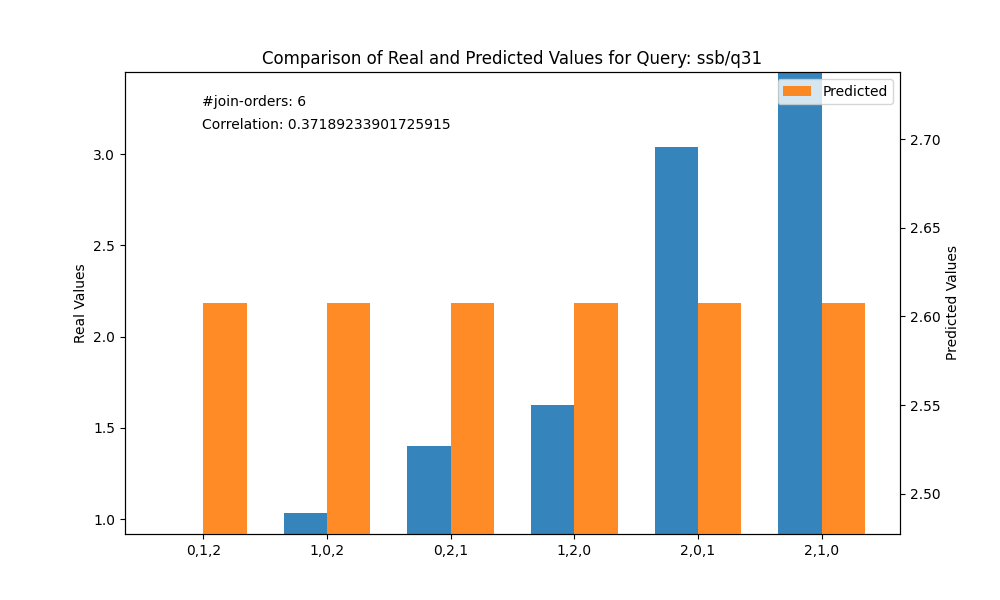 Comparison of Real and Predicted Values for Query: ssb/q31
#join-orders: 6
Correlation: 0.37189233901725915
Predicted
3.0
2.5
2.0
1.5
1.0
Real Values
2.70
2.65
2.60
2.55
2.50
Predicted Values
0,1,2
1,0,2
0,2,1
1,2,0
2,0,1
2,1,0